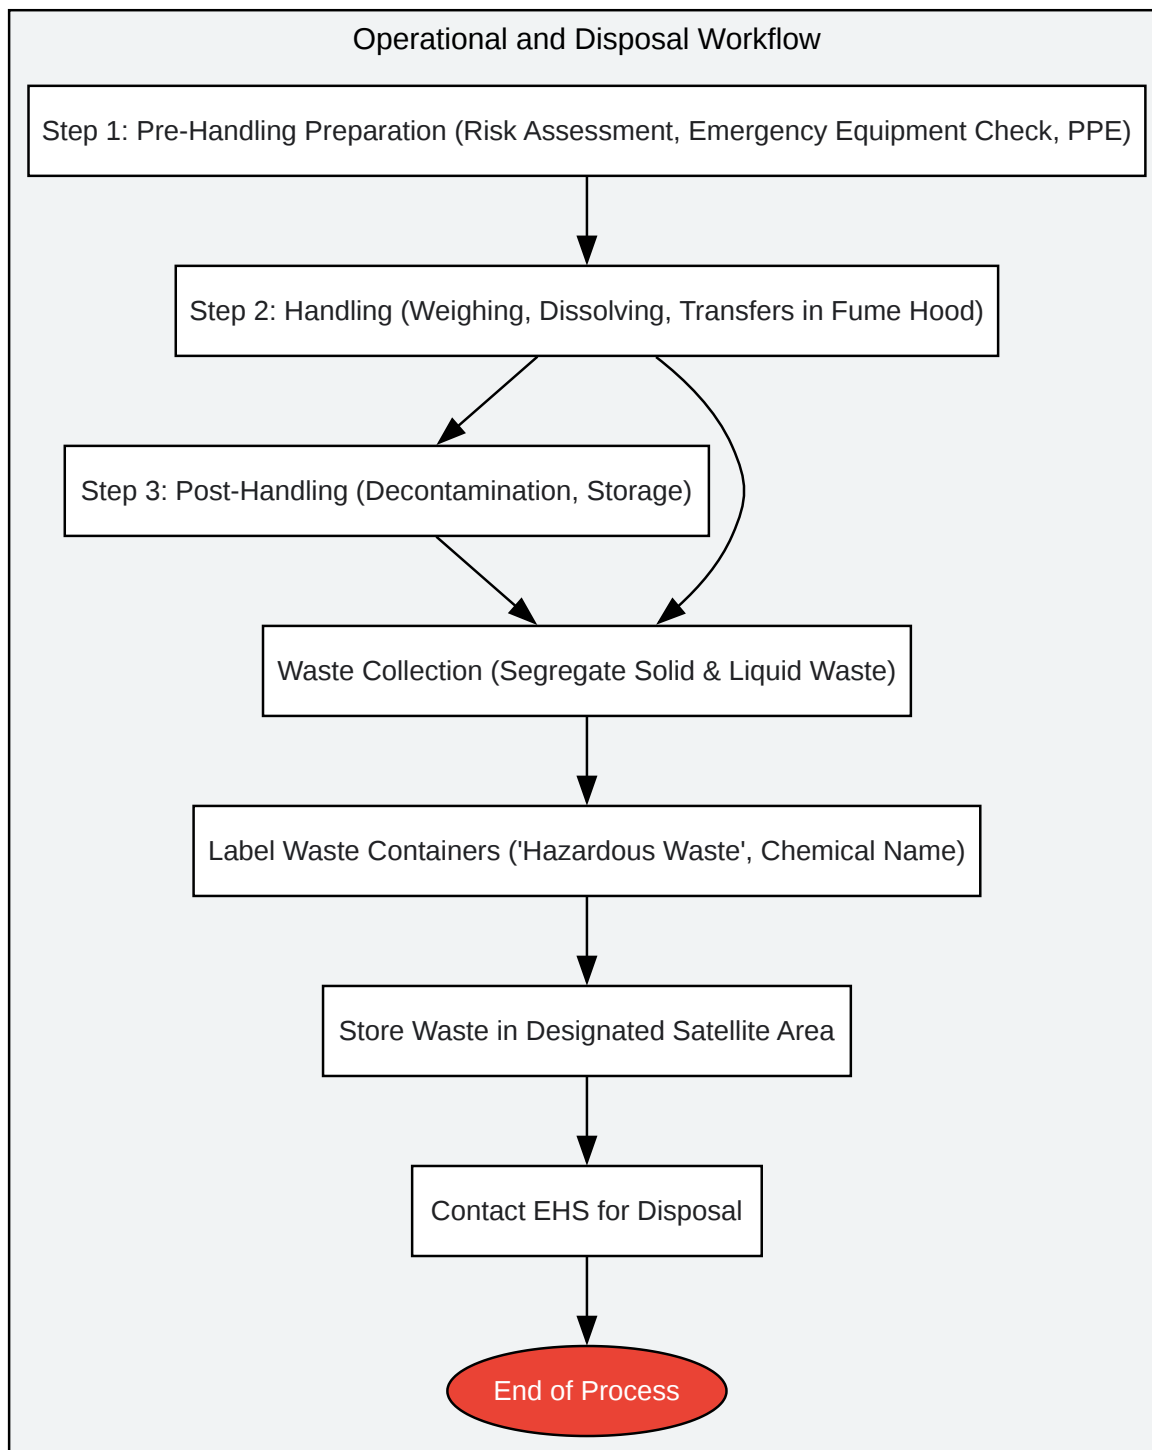 Operational and Disposal Workflow
Step 1: Pre-Handling Preparation (Risk Assessment, Emergency Equipment Check, PPE)
Step 2: Handling (Weighing, Dissolving, Transfers in Fume Hood)
Step 3: Post-Handling (Decontamination, Storage)
Waste Collection (Segregate Solid & Liquid Waste)
Label Waste Containers ('Hazardous Waste', Chemical Name)
Store Waste in Designated Satellite Area
Contact EHS for Disposal
End of Process